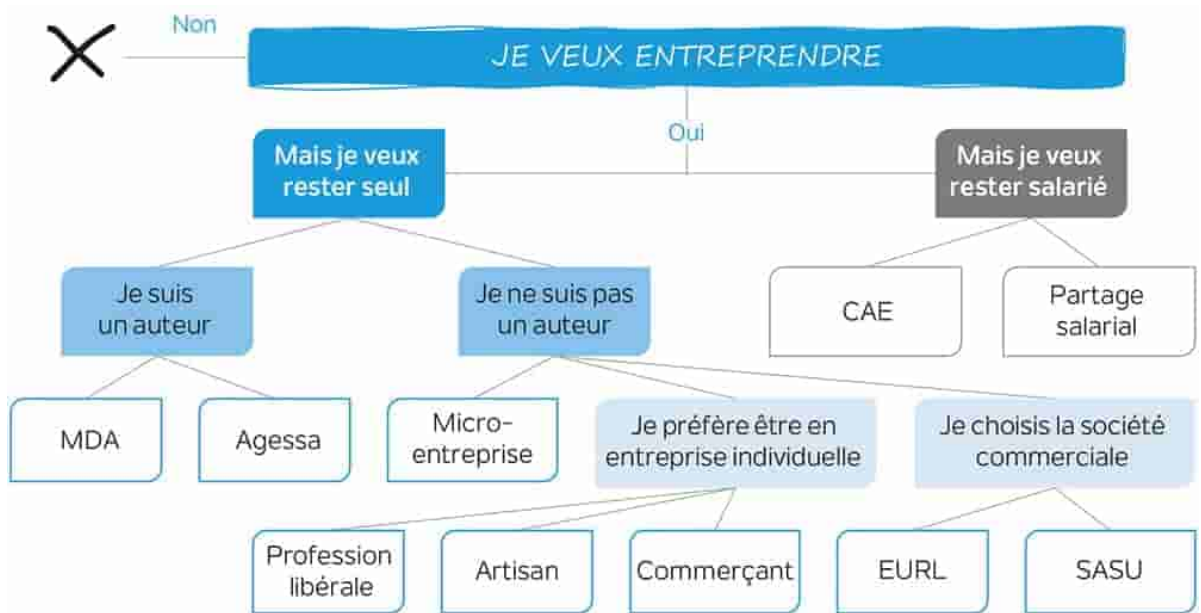 Non
JE VEUX ENTREPRENDRE
Oui
Mais je veux
rester seul
Mais je veux
rester salarié
Je suis
un auteur
Je ne suis pas
un auteur
CAE
Partage
salarial
MDA
Agessa
Micro-
entreprise
Je préfère être en
entreprise individuelle
Je choisis la société
commerciale
Profession
libérale
Artisan
Commerçant
EURL
SASU